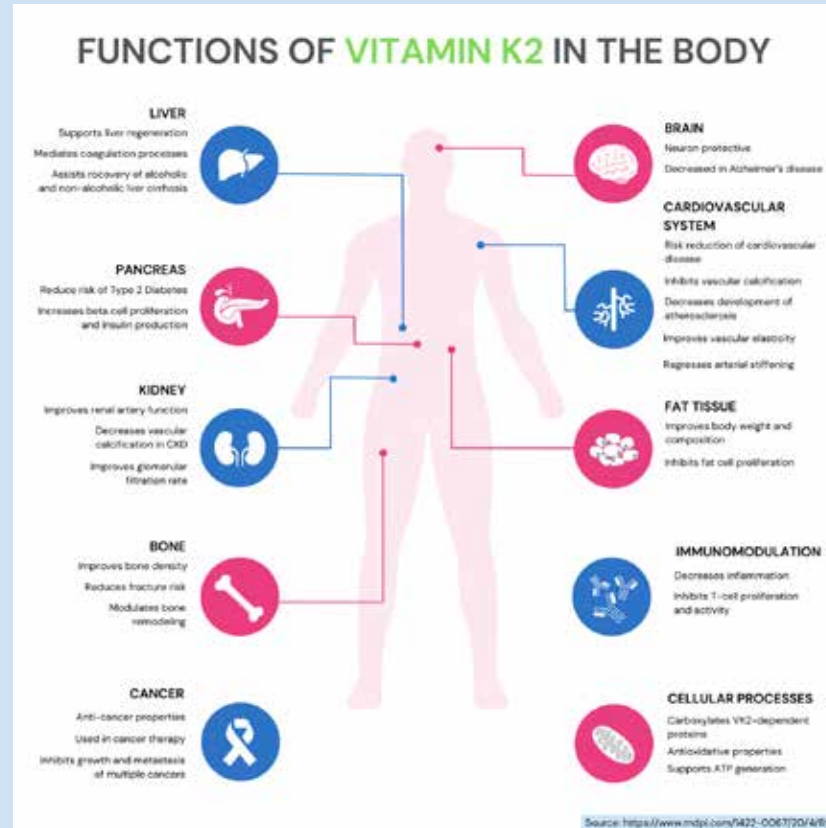 FUNCTIONS OF VITAMIN K2 IN THE BODY
LIVER
Supports liver regeneration
Mediates coagulation processes
Assists recovery of alcoholic
and non-alcoholic liver cirrhosis
PANCREAS
Reduce risk of Type 2 Diabetes
Increases beta cell proliferation
and insulin production
KIDNEY
Improves renal artery function
Decreases vascular
calcification in CKD
Improves glomerular
filtration rate
BONE
Improves bone density
Reduces fracture risk
Modulates bone
remodeling
CANCER
Anti-cancer properties
Used in cancer therapy
Inhibits growth and metastasis
of multiple cancers
BRAIN
Neuron protective
Decreased in Alzheimer's disease
CARDIOVASCULAR
SYSTEM
Risk reduction of cardiovascular
disease
Inhibits vascular calcification
Decreases development of
atherosclerosis
Improves vascular elasticity
Regresses arterial stiffening
FAT TISSUE
Improves body weight and
composition
Inhibits fat cell proliferation
IMMUNOMODULATION
Decreases inflammation
Inhibits T-cell proliferation
and activity
CELLULAR PROCESSES
Carboxylates VK2-dependent
proteins
Antioxidative properties
Supports ATP generation
Source: